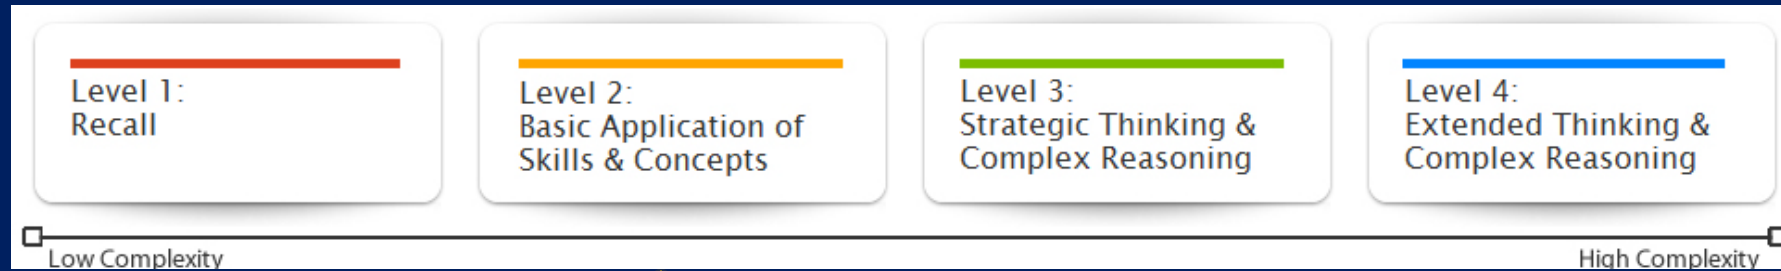 Level 1:
Recall
Level 2:
Basic Application of
Skills & Concepts
Level 3:
Strategic Thinking &
Complex Reasoning
Level 4:
Extended Thinking &
Complex Reasoning
Low Complexity
High Complexity